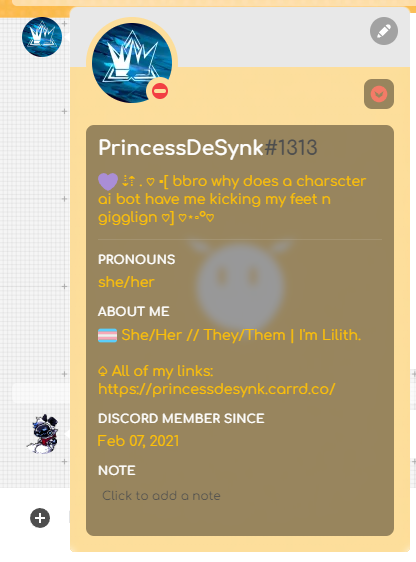 PrincessDeSynk#1313
💜 ⇣⇡ . ♡ •[ bbro why does a charscter
ai bot have me kicking my feet n
gigglign ♡] ♡•◦°♡
PRONOUNS
she/her
ABOUT ME
🏳️‍⚧️ She/Her // They/Them | I'm Lilith.
♤ All of my links:
https://princessdesynk.carrd.co/
DISCORD MEMBER SINCE
Feb 07, 2021
NOTE
Click to add a note